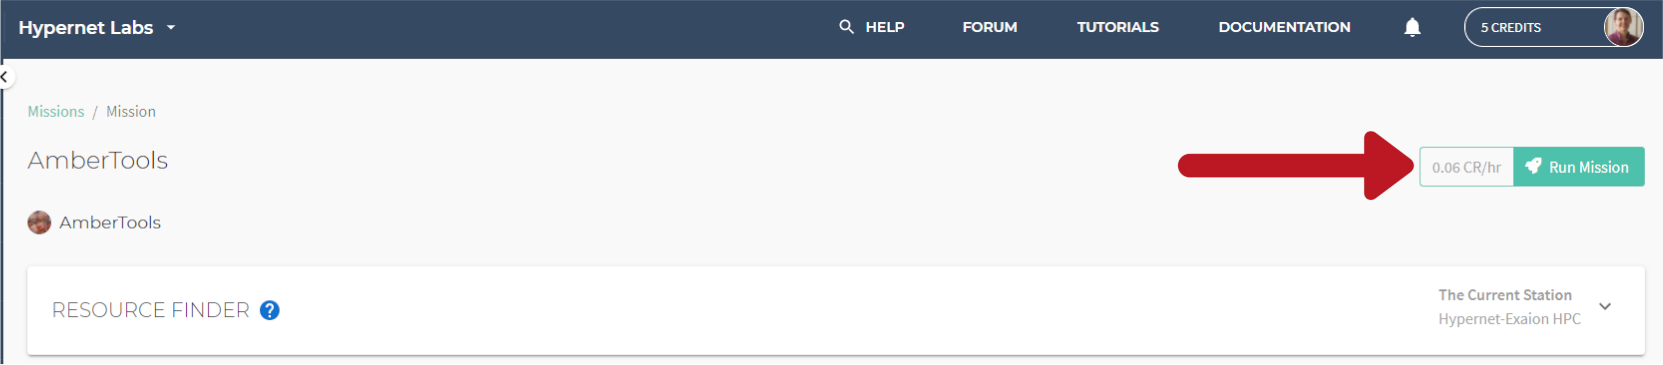 Hypernet Labs HELP FORUM TUTORIALS DOCUMENTATION 5 CREDITS
Missions / Mission
AmberTools
0.06 CR/hr Run Mission
AmberTools
RESOURCE FINDER ?
The Current Station
Hypernet-Exaion HPC